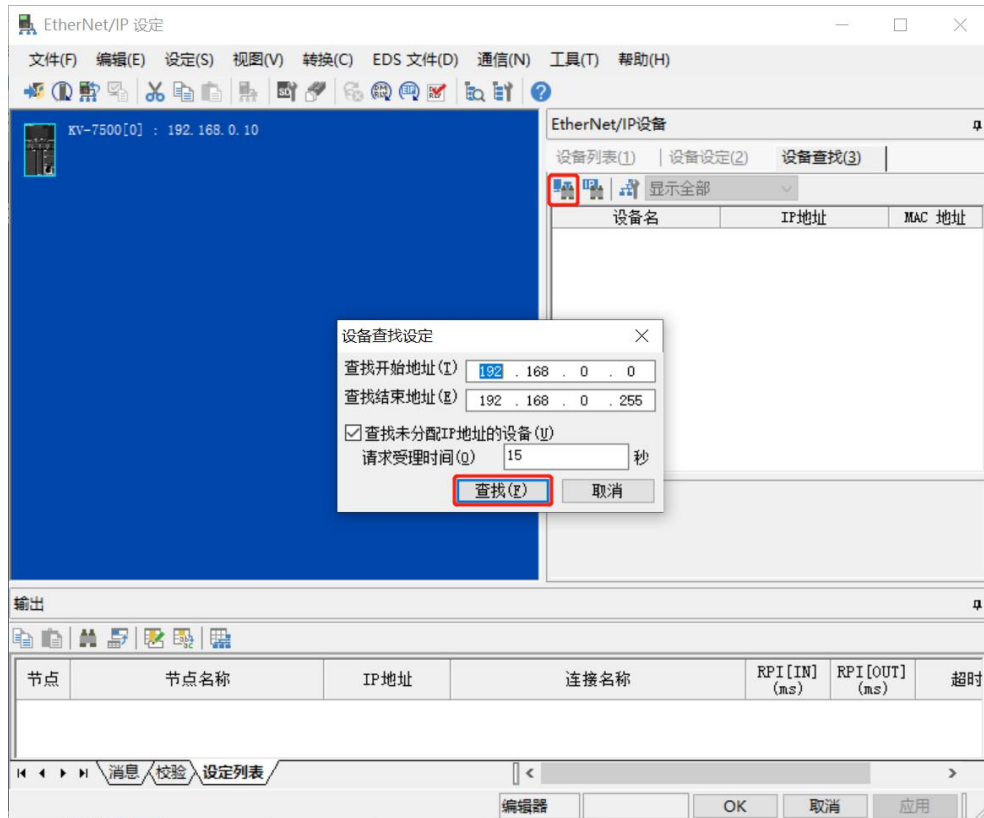 EtherNet/IP 设定
文件(F) 编辑(E) 设定(S) 视图(V) 转换(C) EDS 文件(D) 通信(N) 工具(T) 帮助(H)
KV-7500[0] : 192.168.0.10
EtherNet/IP设备
设备列表(1) 设备设定(2) 设备查找(3)
显示全部
设备名 IP地址 MAC 地址
设备查找设定
查找开始地址(T) 192 . 168 . 0 . 0
查找结束地址(E) 192 . 168 . 0 . 255
查找未分配IP地址的设备(U)
请求受理时间(O) 15 秒
查找(F) 取消
输出
节点 节点名称 IP地址 连接名称 RPI[IN] (ms) RPI[OUT] (ms) 超时
消息 校验 设定列表
编辑器 OK 取消 应用